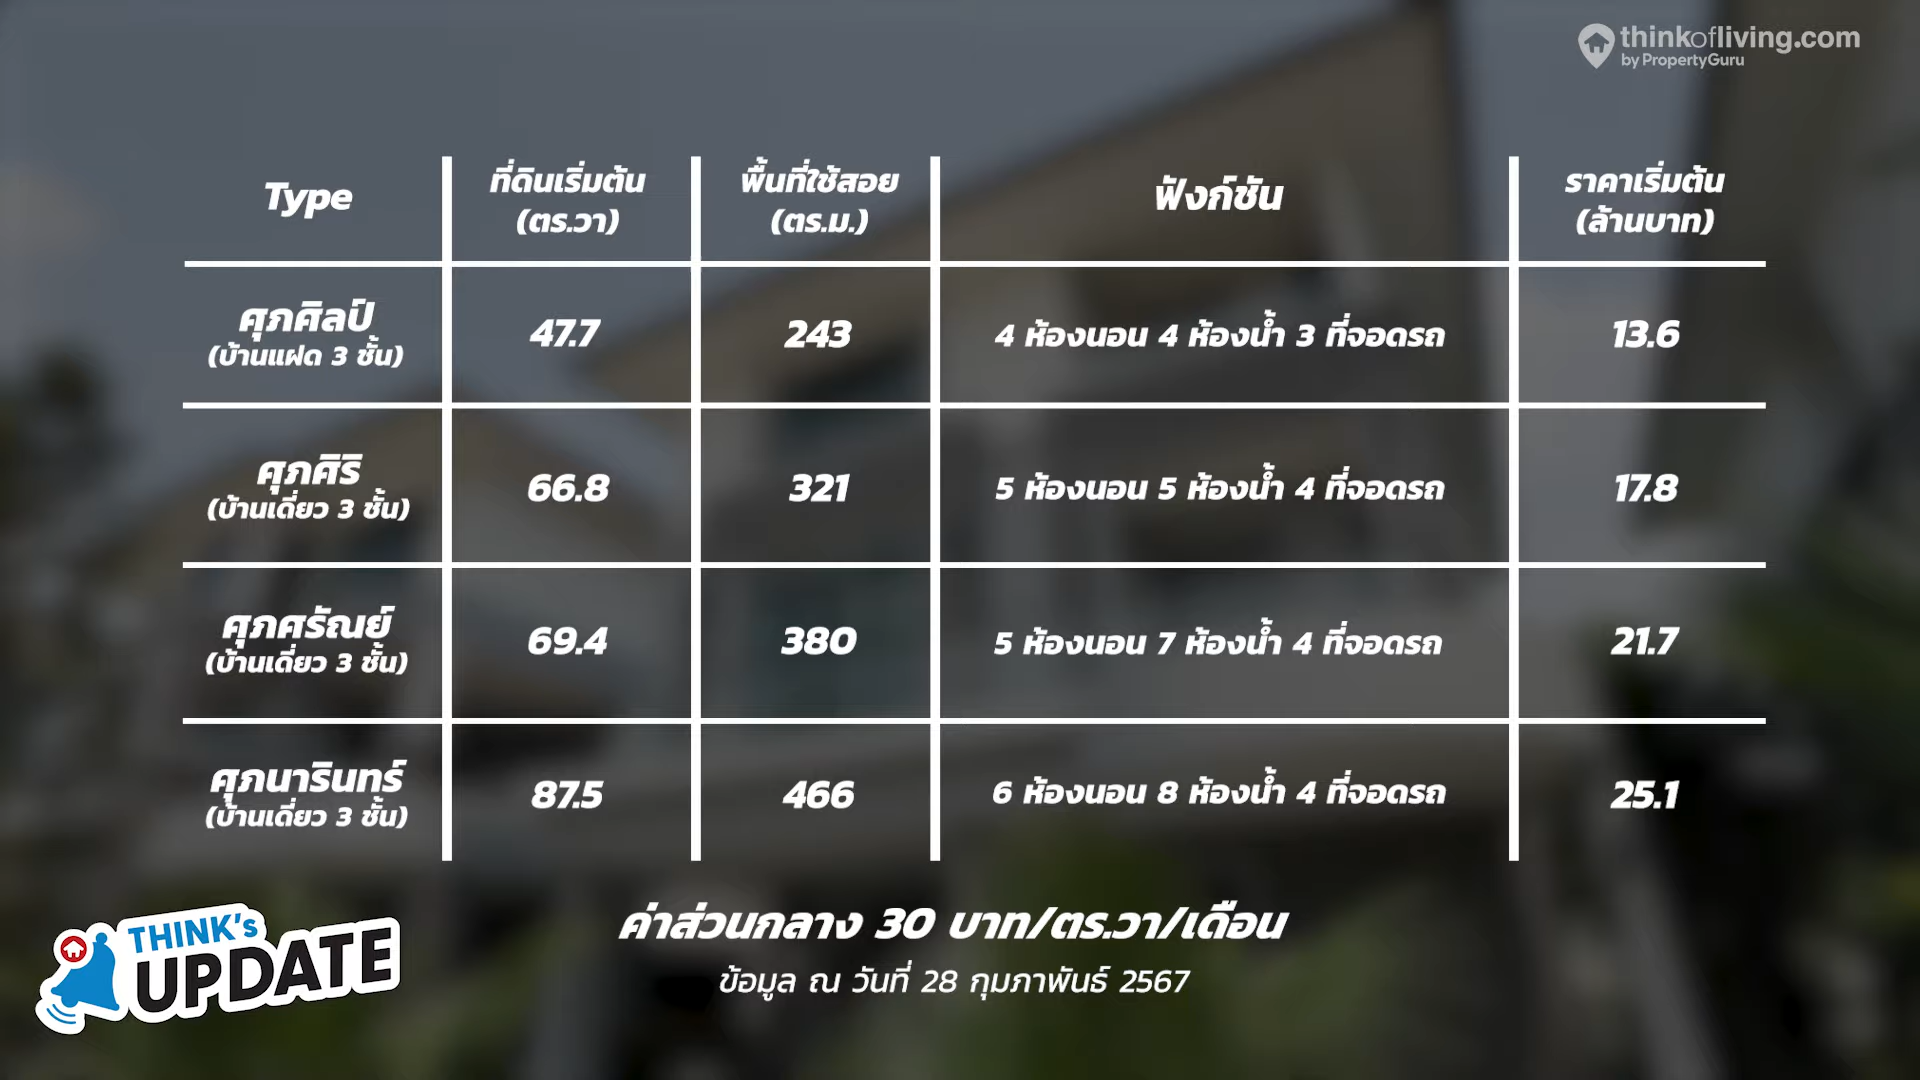 thinkofliving.com
by PropertyGuru
Type
ที่ดินเริ่มต้น
(ตร.วา)
พื้นที่ใช้สอย
(ตร.ม.)
ฟังก์ชัน
ราคาเริ่มต้น
(ล้านบาท)
ศุภศิลป์
(บ้านแฝด 3 ชั้น)
47.7
243
4 ห้องนอน 4 ห้องน้ำ 3 ที่จอดรถ
13.6
ศุภศิริ
(บ้านเดี่ยว 3 ชั้น)
66.8
321
5 ห้องนอน 5 ห้องน้ำ 4 ที่จอดรถ
17.8
ศุภศรัณย์
(บ้านเดี่ยว 3 ชั้น)
69.4
380
5 ห้องนอน 7 ห้องน้ำ 4 ที่จอดรถ
21.7
ศุภนารินทร์
(บ้านเดี่ยว 3 ชั้น)
87.5
466
6 ห้องนอน 8 ห้องน้ำ 4 ที่จอดรถ
25.1
THINK's
UPDATE
ค่าส่วนกลาง 30 บาท/ตร.วา/เดือน
ข้อมูล ณ วันที่ 28 กุมภาพันธ์ 2567